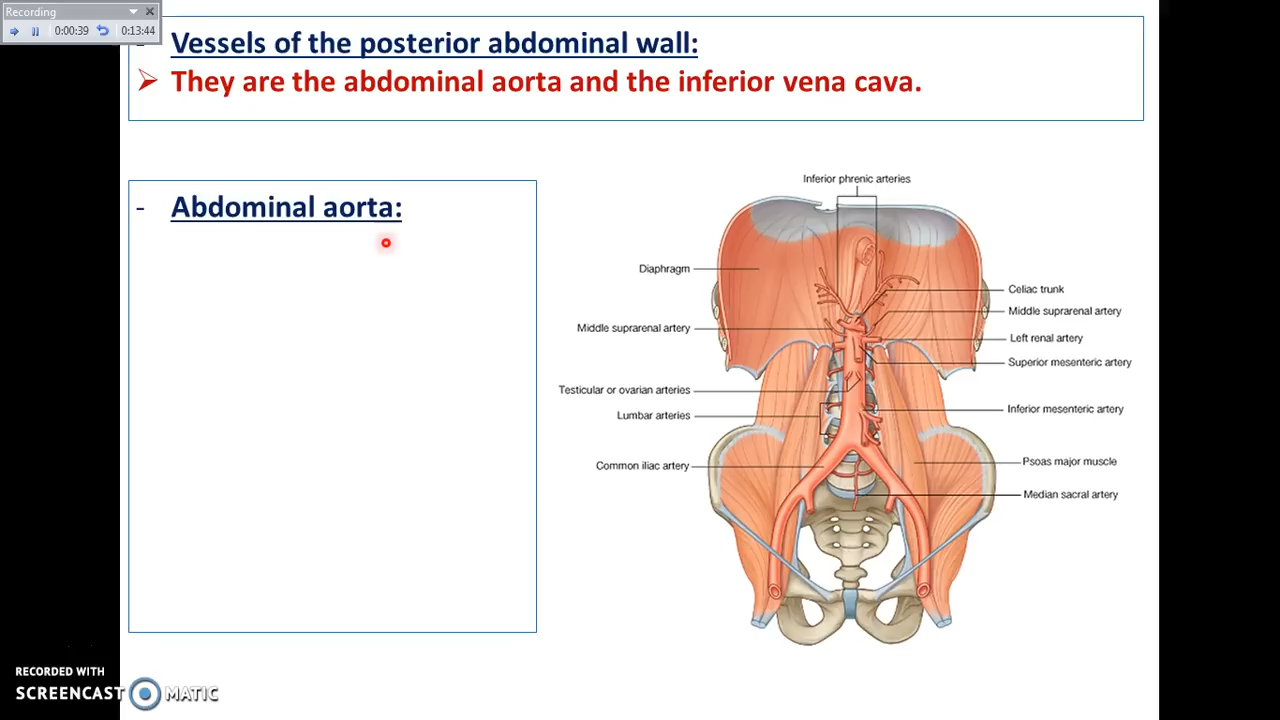 Recording
0:00:39 0:13:44
- Vessels of the posterior abdominal wall:
➢ They are the abdominal aorta and the inferior vena cava.
- Abdominal aorta:
Inferior phrenic arteries
Diaphragm
Celiac trunk
Middle suprarenal artery
Middle suprarenal artery
Left renal artery
Superior mesenteric artery
Testicular or ovarian arteries
Inferior mesenteric artery
Lumbar arteries
Common iliac artery
Psoas major muscle
Median sacral artery
RECORDED WITH
SCREENCAST MATIC